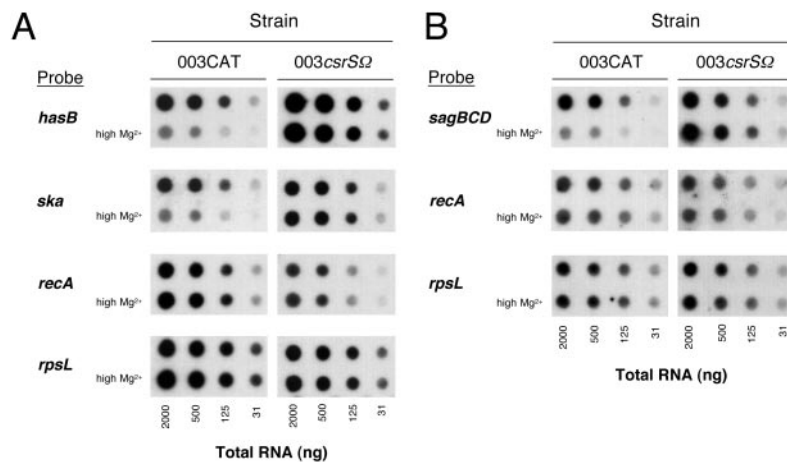 A
Strain
003CAT
003csrSΩ
Probe
hasB
high Mg²⁺
ska
high Mg²⁺
recA
high Mg²⁺
rpsL
high Mg²⁺
2000 500 125 31 2000 500 125 31
Total RNA (ng)
B
Strain
003CAT
003csrSΩ
Probe
sagBCD
high Mg²⁺
recA
high Mg²⁺
rpsL
high Mg²⁺
2000 500 125 31 2000 500 125 31
Total RNA (ng)